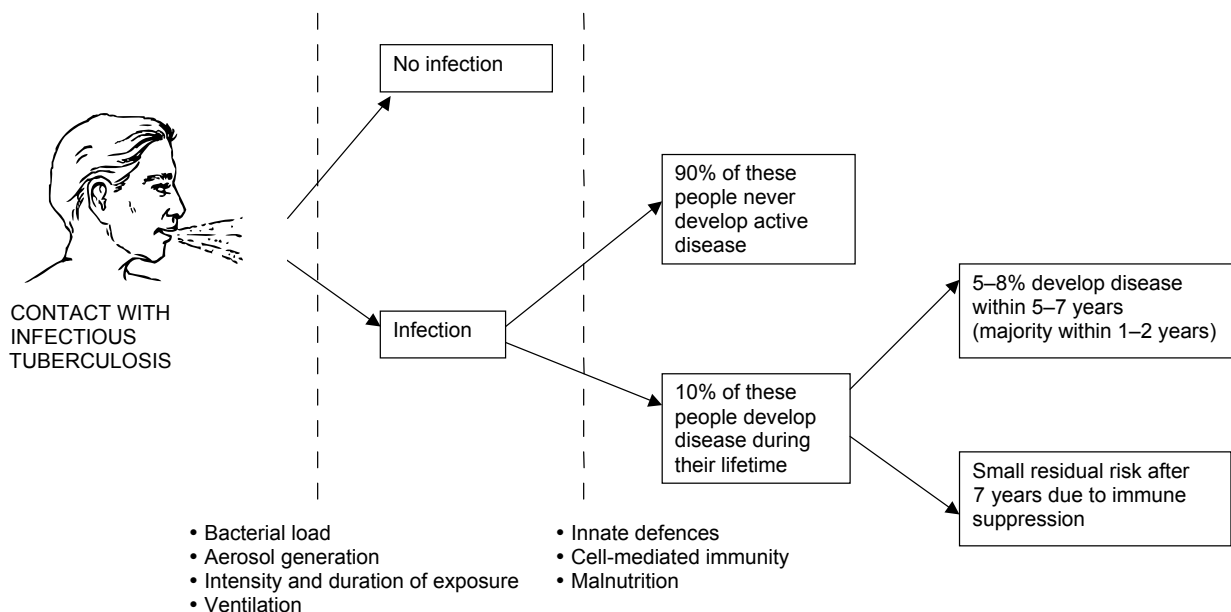 No infection
CONTACT WITH
INFECTIOUS
TUBERCULOSIS
Infection
90% of these
people never
develop active
disease
10% of these
people develop
disease during
their lifetime
5–8% develop disease
within 5–7 years
(majority within 1–2 years)
Small residual risk after
7 years due to immune
suppression
• Bacterial load
• Aerosol generation
• Intensity and duration of exposure
• Ventilation
• Innate defences
• Cell-mediated immunity
• Malnutrition